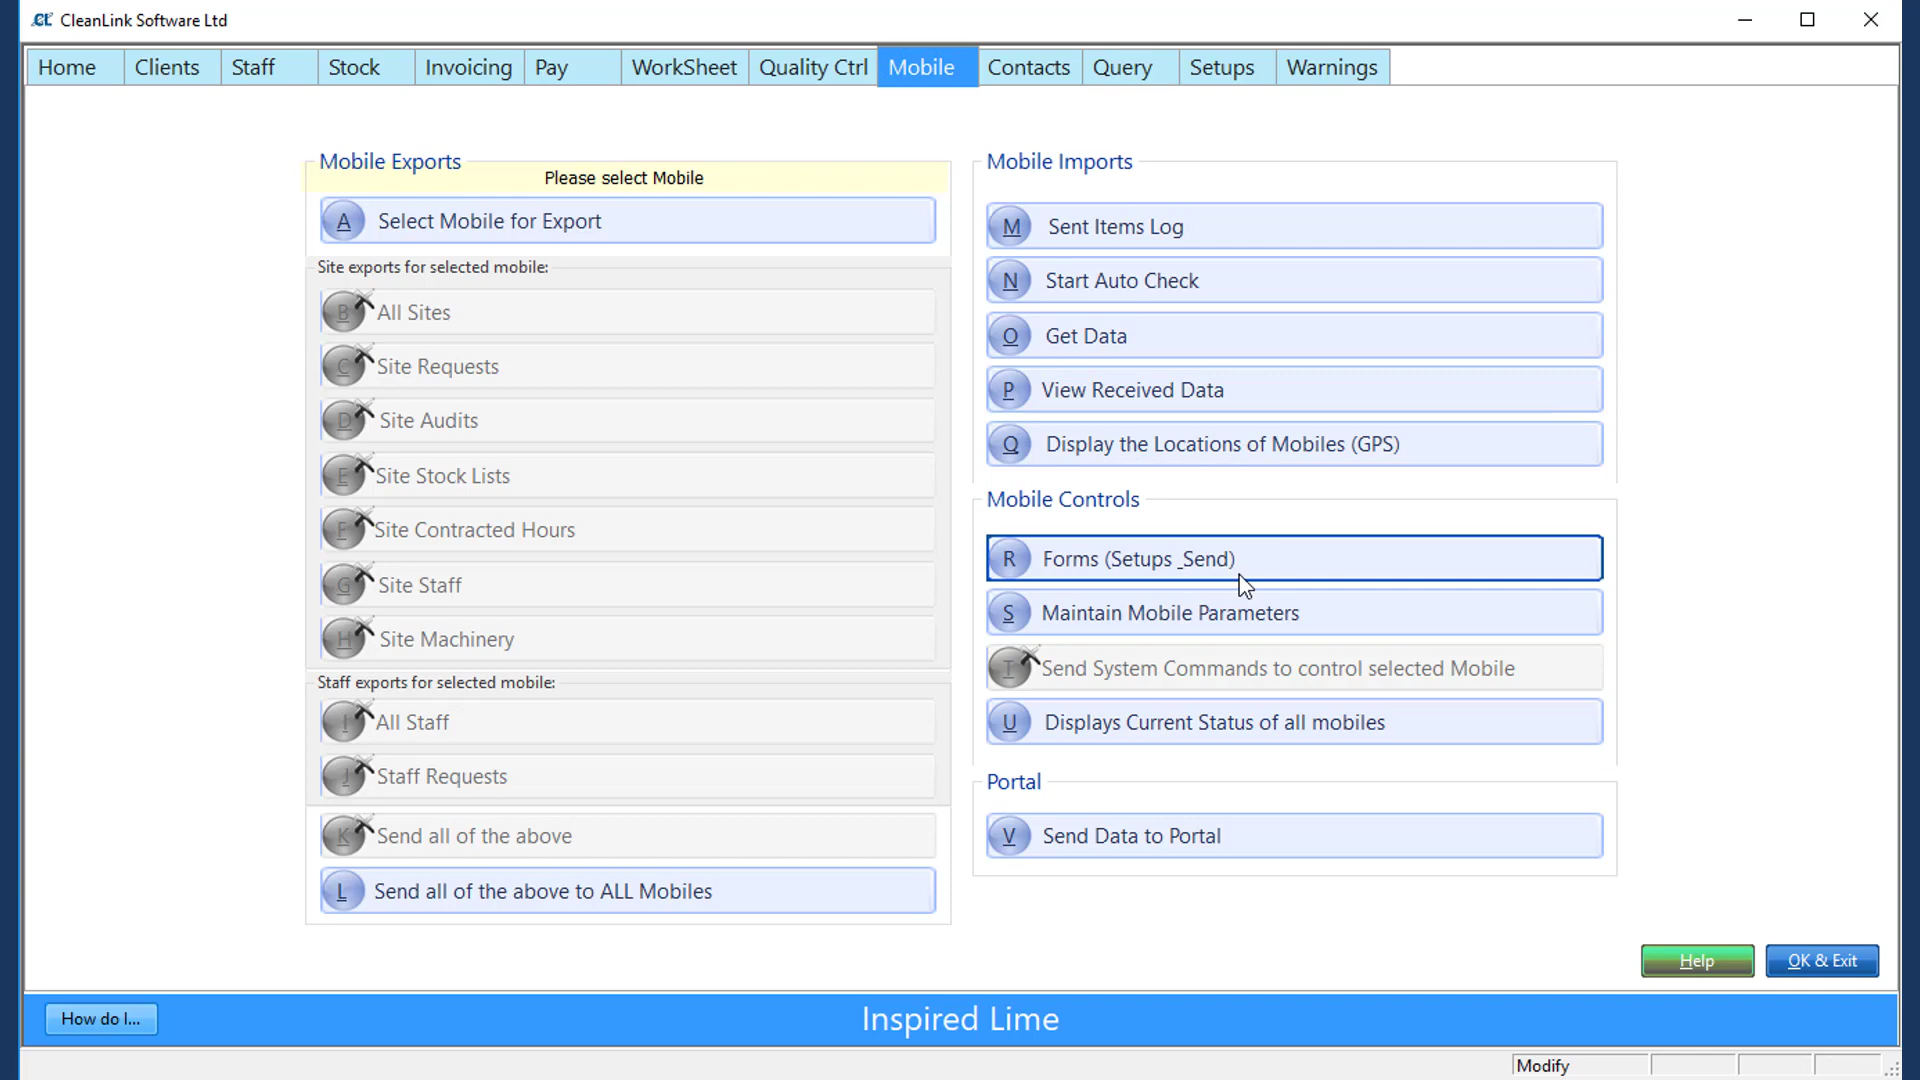 CL CleanLink Software Ltd
Home Clients Staff Stock Invoicing Pay WorkSheet Quality Ctrl Mobile Contacts Query Setups Warnings
Mobile Exports
Please select Mobile
A Select Mobile for Export
Site exports for selected mobile:
B All Sites
C Site Requests
D Site Audits
E Site Stock Lists
F Site Contracted Hours
G Site Staff
H Site Machinery
Staff exports for selected mobile:
I All Staff
J Staff Requests
K Send all of the above
L Send all of the above to ALL Mobiles
Mobile Imports
M Sent Items Log
N Start Auto Check
O Get Data
P View Received Data
Q Display the Locations of Mobiles (GPS)
Mobile Controls
R Forms (Setups _Send)
S Maintain Mobile Parameters
T Send System Commands to control selected Mobile
U Displays Current Status of all mobiles
Portal
V Send Data to Portal
Help OK & Exit
How do I... Inspired Lime
Modify